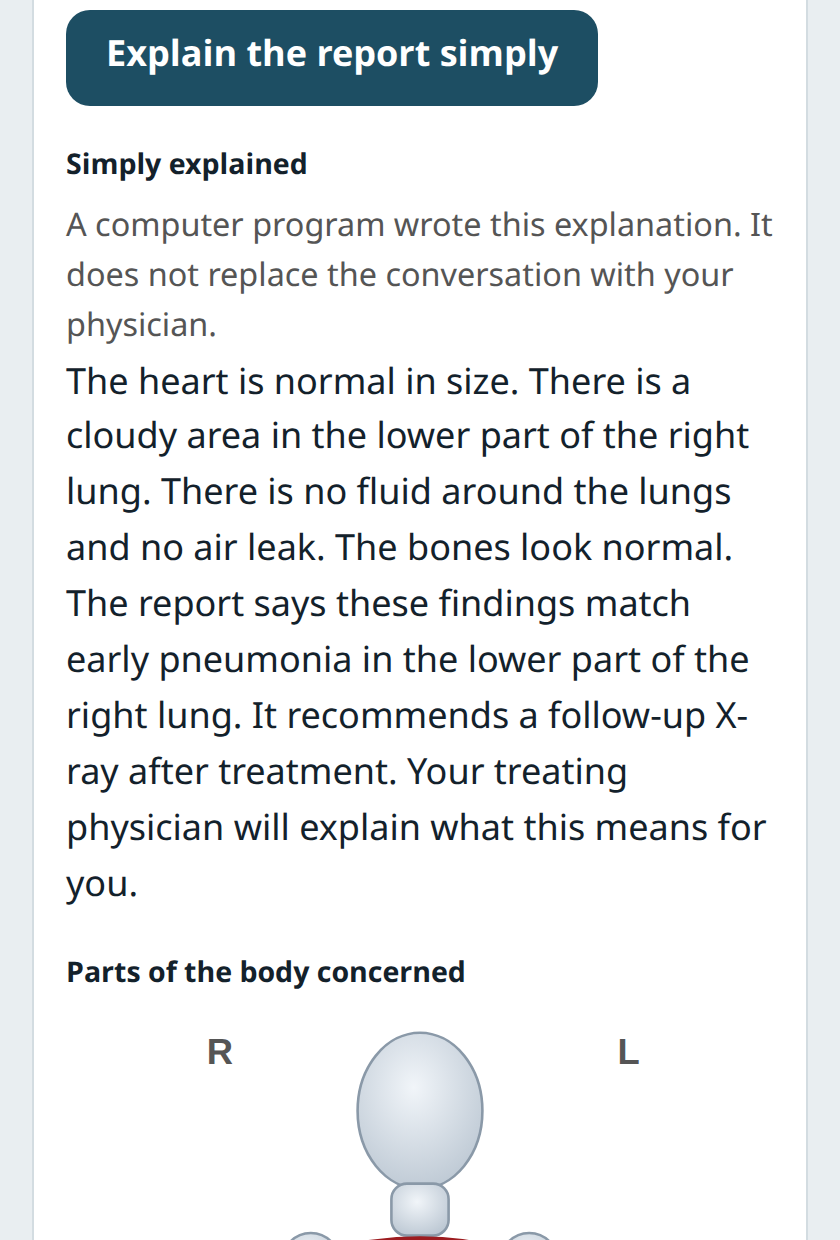 Explain the report simply
Simply explained
A computer program wrote this explanation. It
does not replace the conversation with your
physician.
The heart is normal in size. There is a
cloudy area in the lower part of the right
lung. There is no fluid around the lungs
and no air leak. The bones look normal.
The report says these findings match
early pneumonia in the lower part of the
right lung. It recommends a follow-up X-
ray after treatment. Your treating
physician will explain what this means for
you.
Parts of the body concerned
R L